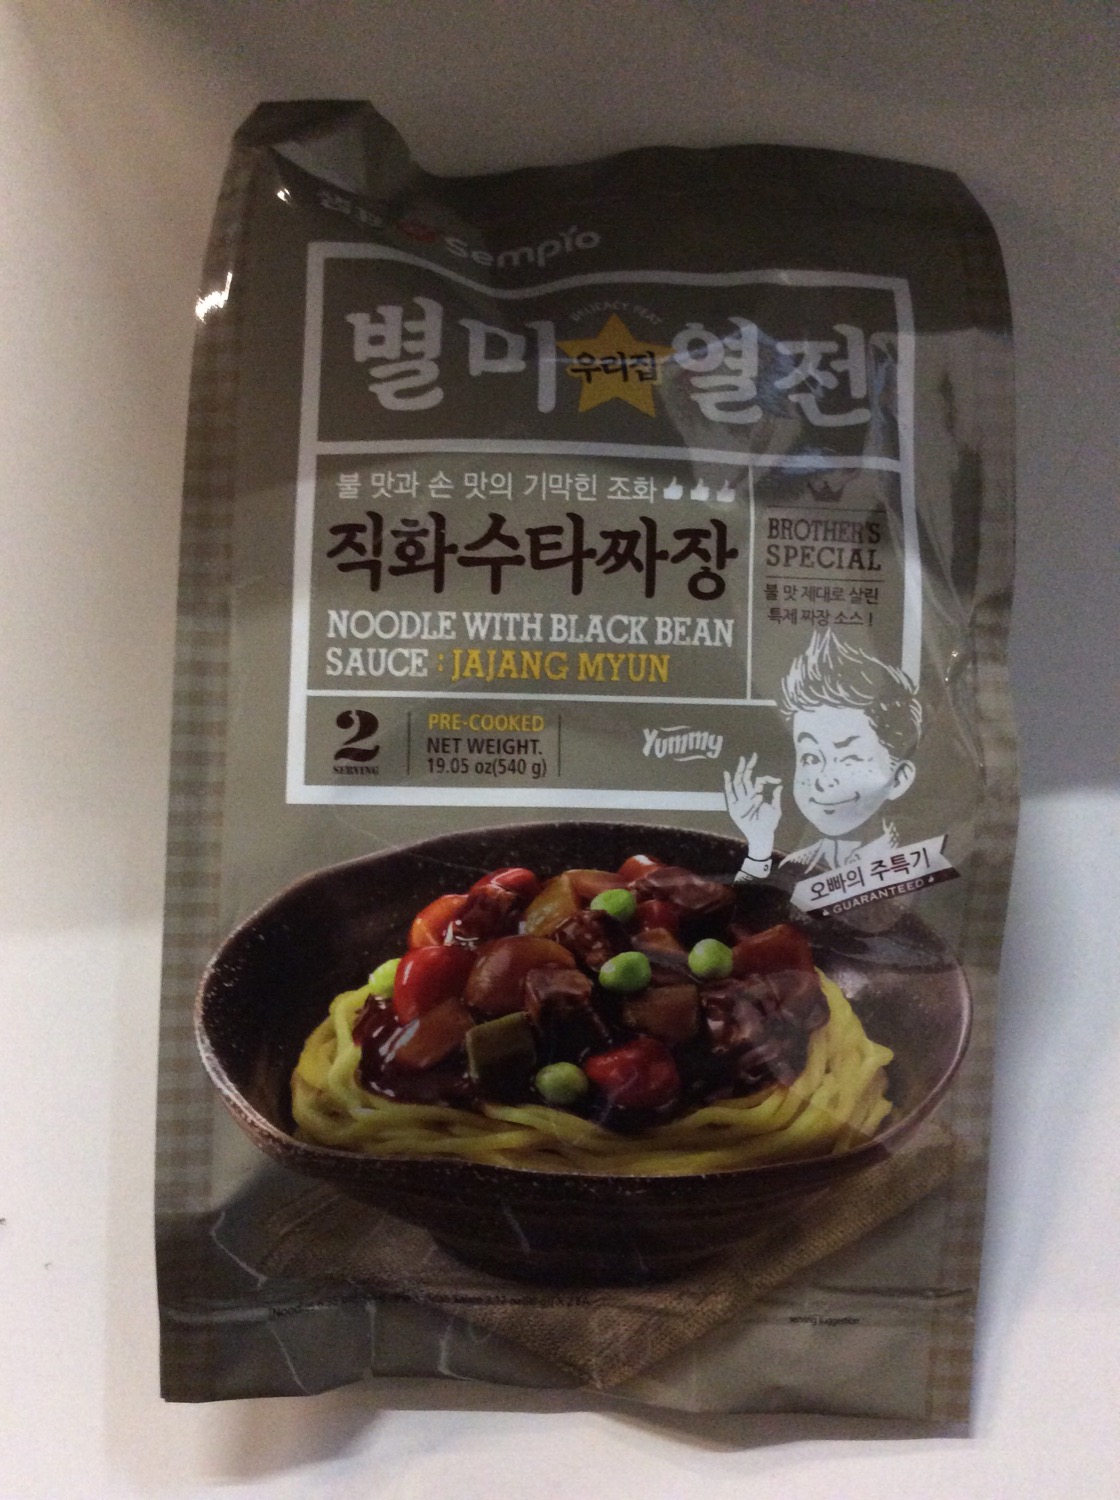 sempio
별미 우리집 열전
불 맛과 손 맛의 기막힌 조화
직화수타짜장
NOODLE WITH BLACK BEAN
SAUCE : JAJANG MYUN
BROTHER'S
SPECIAL
불 맛 제대로 살린
특제 짜장 소스!
2
SERVING
PRE-COOKED
NET WEIGHT.
19.05 oz(540 g)
Yummy
오빠의 주특기
GUARANTEED
serving suggestion